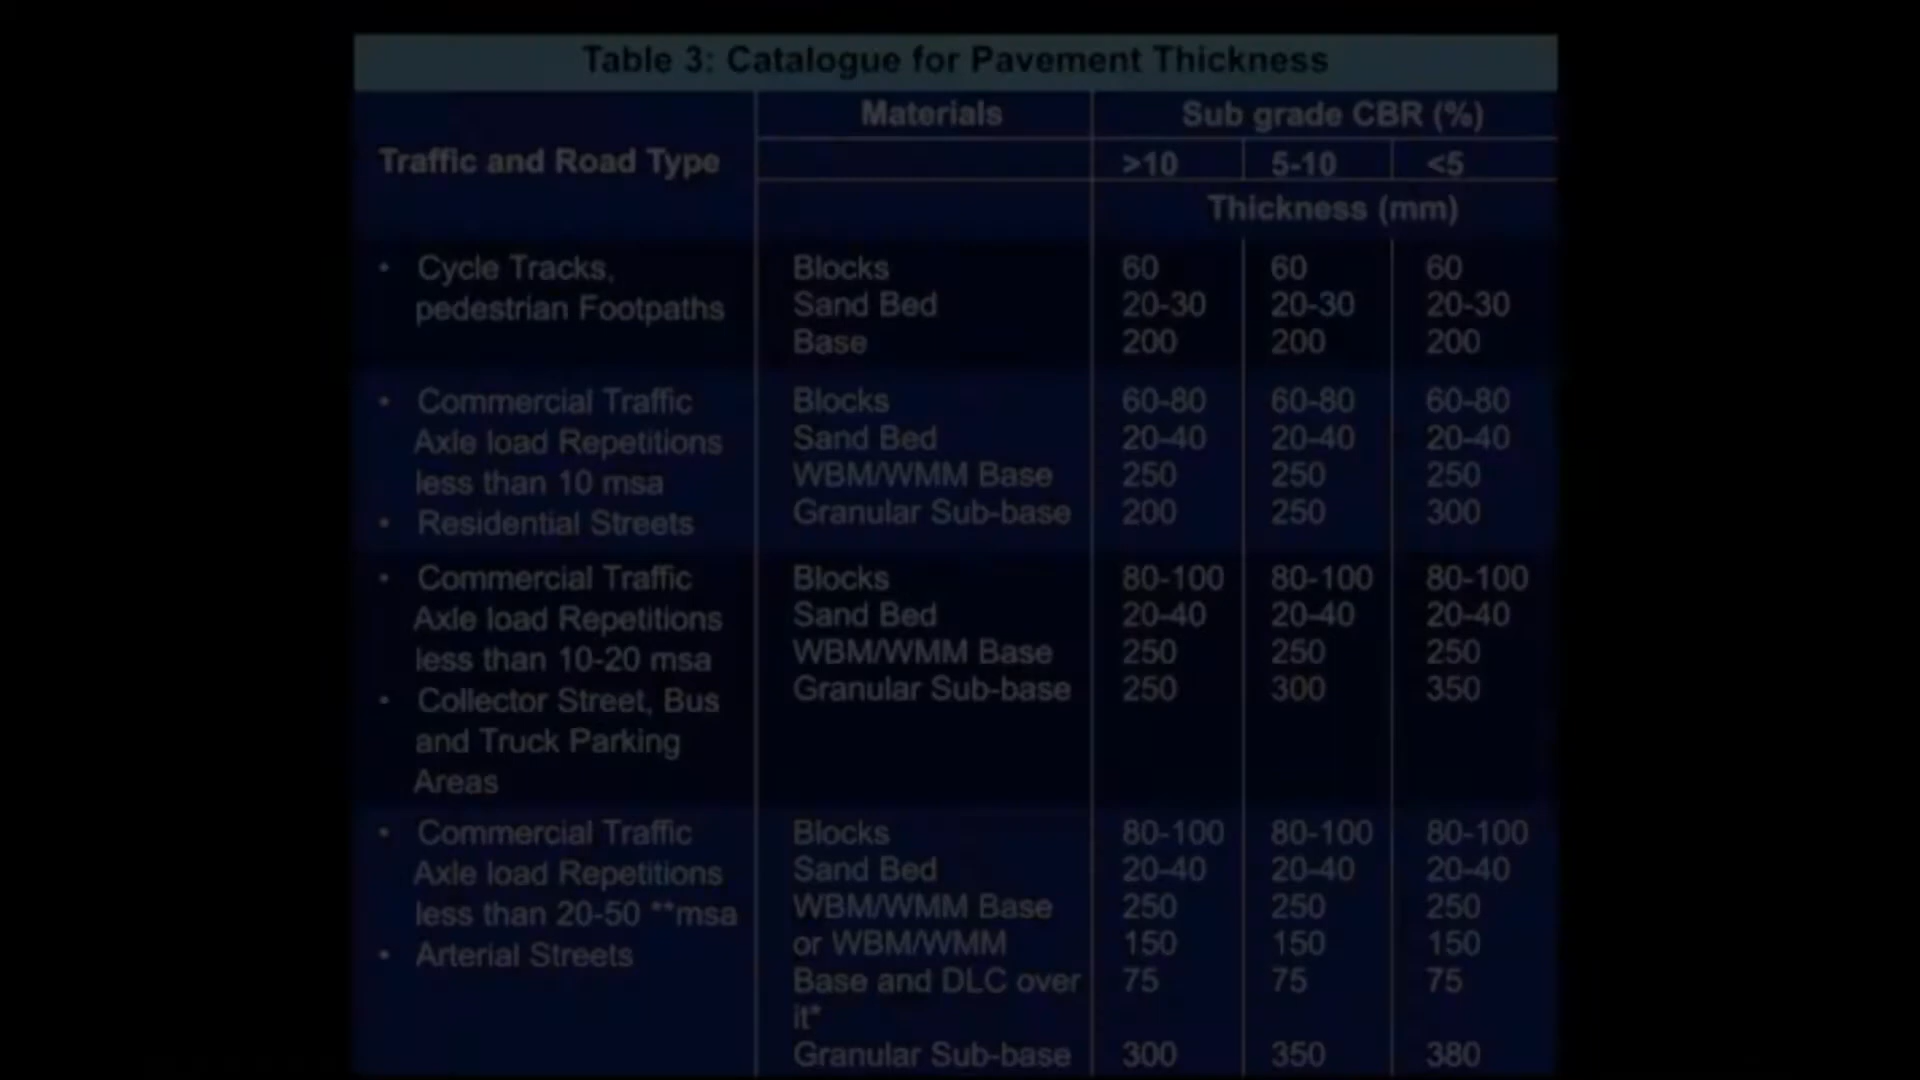 Table 3: Catalogue for Pavement Thickness
Traffic and Road Type
Materials
Sub grade CBR (%)
>10 5-10 <5
Thickness (mm)
• Cycle Tracks,
pedestrian Footpaths
Blocks 60 60 60
Sand Bed 20-30 20-30 20-30
Base 200 200 200
• Commercial Traffic
Axle load Repetitions
less than 10 msa
• Residential Streets
Blocks 60-80 60-80 60-80
Sand Bed 20-40 20-40 20-40
WBM/WMM Base 250 250 250
Granular Sub-base 200 250 300
• Commercial Traffic
Axle load Repetitions
less than 10-20 msa
• Collector Street, Bus
and Truck Parking
Areas
Blocks 80-100 80-100 80-100
Sand Bed 20-40 20-40 20-40
WBM/WMM Base 250 250 250
Granular Sub-base 250 300 350
• Commercial Traffic
Axle load Repetitions
less than 20-50 **msa
• Arterial Streets
Blocks 80-100 80-100 80-100
Sand Bed 20-40 20-40 20-40
WBM/WMM Base 250 250 250
or WBM/WMM 150 150 150
Base and DLC over 75 75 75
it*
Granular Sub-base 300 350 380